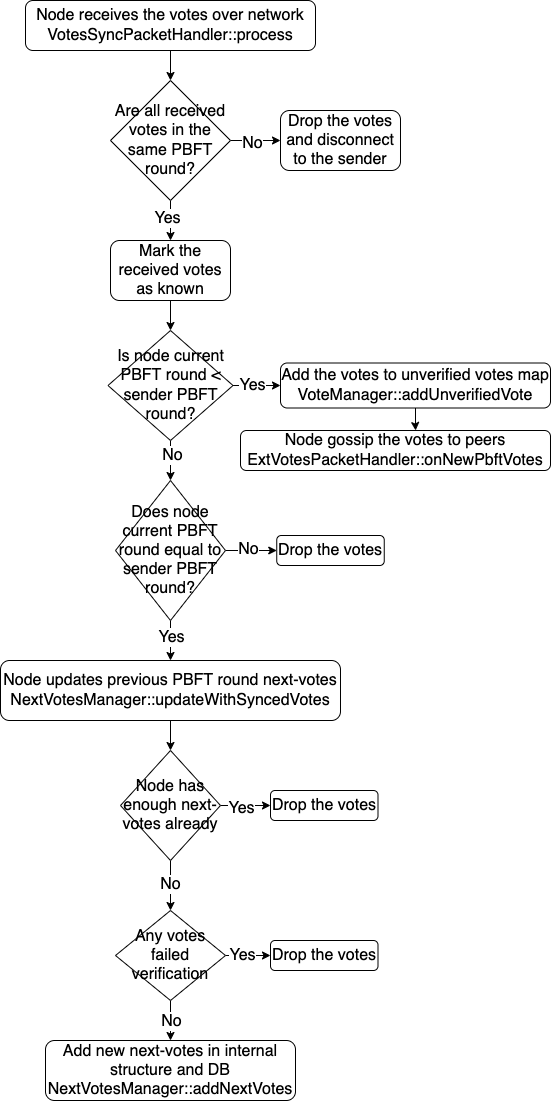 Node receives the votes over network
VotesSyncPacketHandler::process
Are all received
votes in the
same PBFT
round?
No
Drop the votes
and disconnect
to the sender
Yes
Mark the
received votes
as known
Is node current
PBFT round <
sender PBFT
round?
Yes
Add the votes to unverified votes map
VoteManager::addUnverifiedVote
Node gossip the votes to peers
ExtVotesPacketHandler::onNewPbftVotes
No
Does node
current PBFT
round equal to
sender PBFT
round?
No
Drop the votes
Yes
Node updates previous PBFT round next-votes
NextVotesManager::updateWithSyncedVotes
Node has
enough next-
votes already
Yes
Drop the votes
No
Any votes
failed
verification
Yes
Drop the votes
No
Add new next-votes in internal
structure and DB
NextVotesManager::addNextVotes